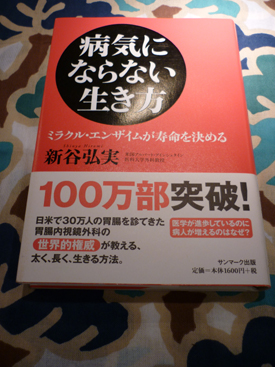 病気に
ならない
生き方
ミラクル・エンザイムが寿命を決める
新谷弘実
100万部突破!
日米で30万人の胃腸を診てきた
胃腸内視鏡外科の
世界的権威が教える、
太く、長く、生きる方法。
医学が進歩しているのに
病人が増えるのはなぜ?
サンマーク出版
定価=本体1600円+税